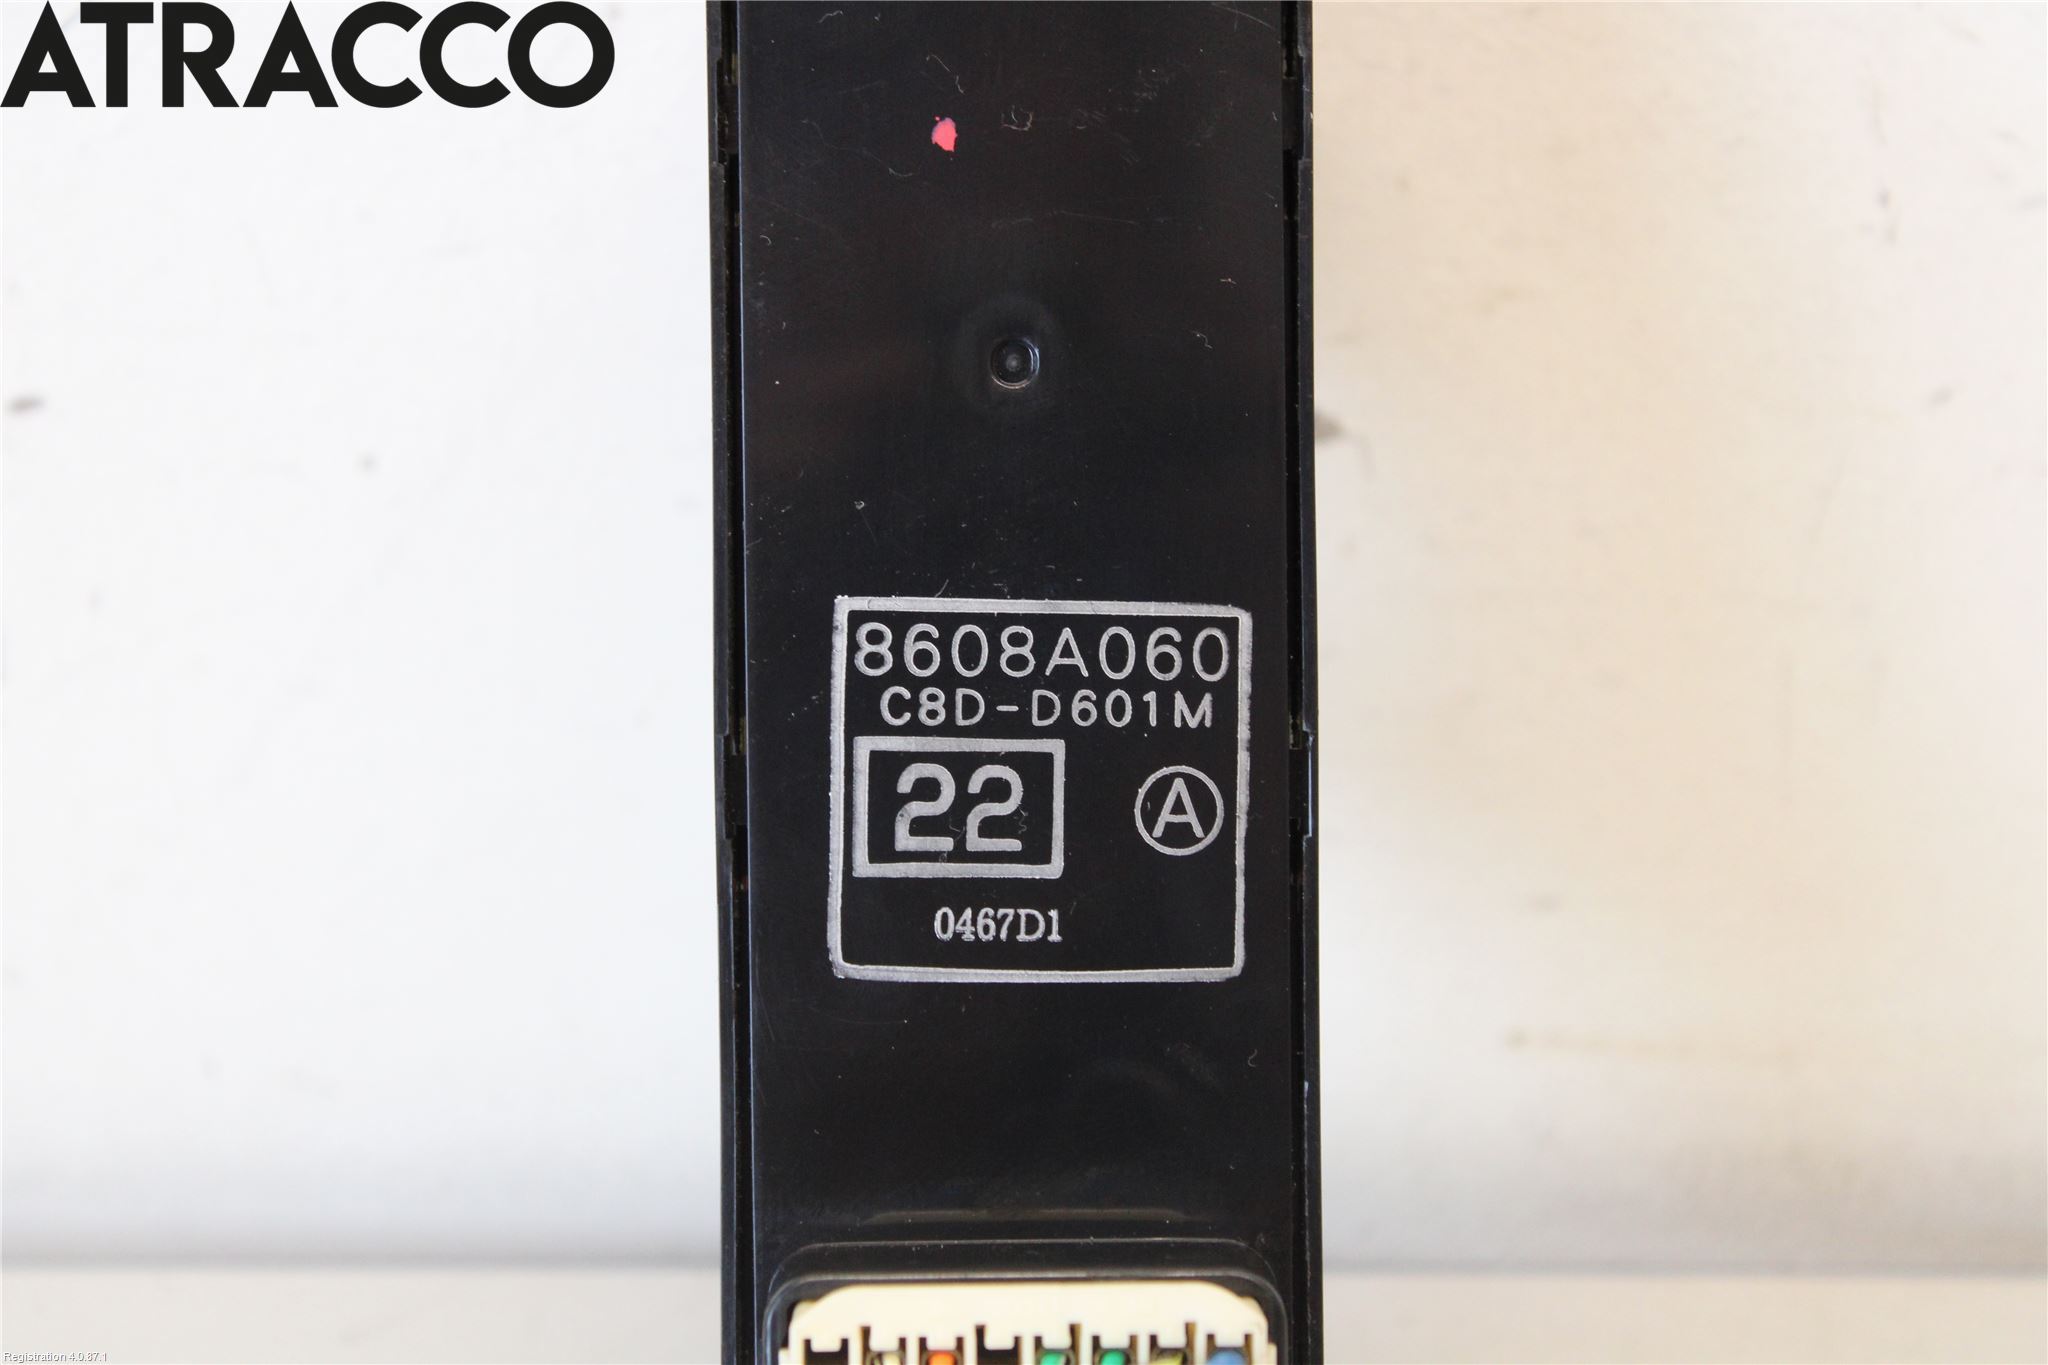 ATRACCO
8608A060
C8D-D601M
22
A
0467D1
Registration 4.0.87.1